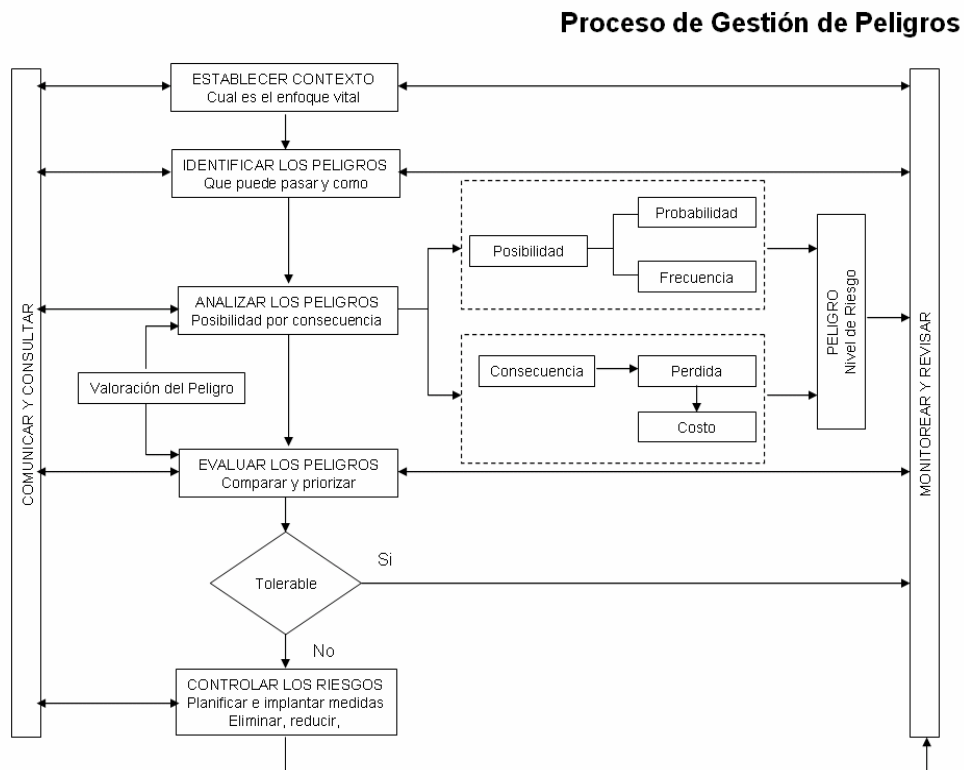 Proceso de Gestión de Peligros
ESTABLECER CONTEXTO
Cual es el enfoque vital
IDENTIFICAR LOS PELIGROS
Que puede pasar y como
Probabilidad
Posibilidad
Frecuencia
ANALIZAR LOS PELIGROS
Posibilidad por consecuencia
PELIGRO
Nivel de Riesgo
COMUNICAR Y CONSULTAR
MONITOREAR Y REVISAR
Consecuencia
Perdida
Valoración del Peligro
Costo
EVALUAR LOS PELIGROS
Comparar y priorizar
Si
Tolerable
No
CONTROLAR LOS RIESGOS
Planificar e implantar medidas
Eliminar, reducir,